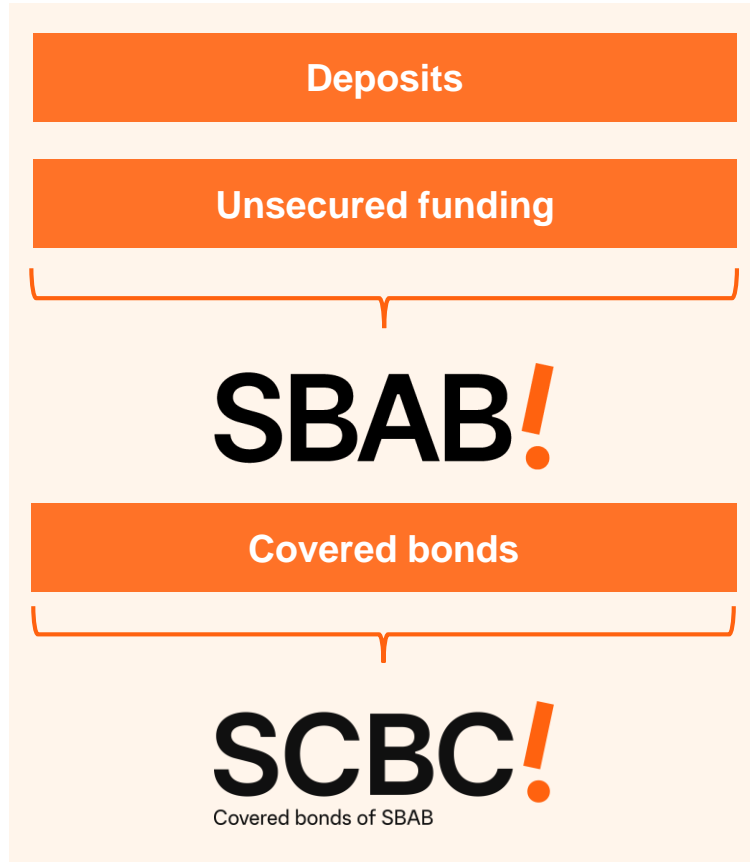 Deposits
Unsecured funding
SBAB!
Covered bonds
SCBC!
Covered bonds of SBAB